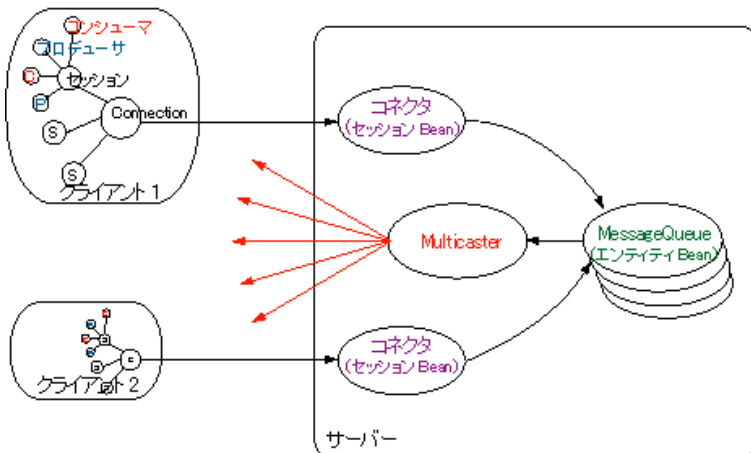 コンシューマ
プロデューサ
C
セッション
P
Connection
S
S
クライアント 1
コネクタ
(セッション Bean)
Multicaster
MessageQueue
(エンティティ Bean)
クライアント 2
コネクタ
(セッション Bean)
サーバー